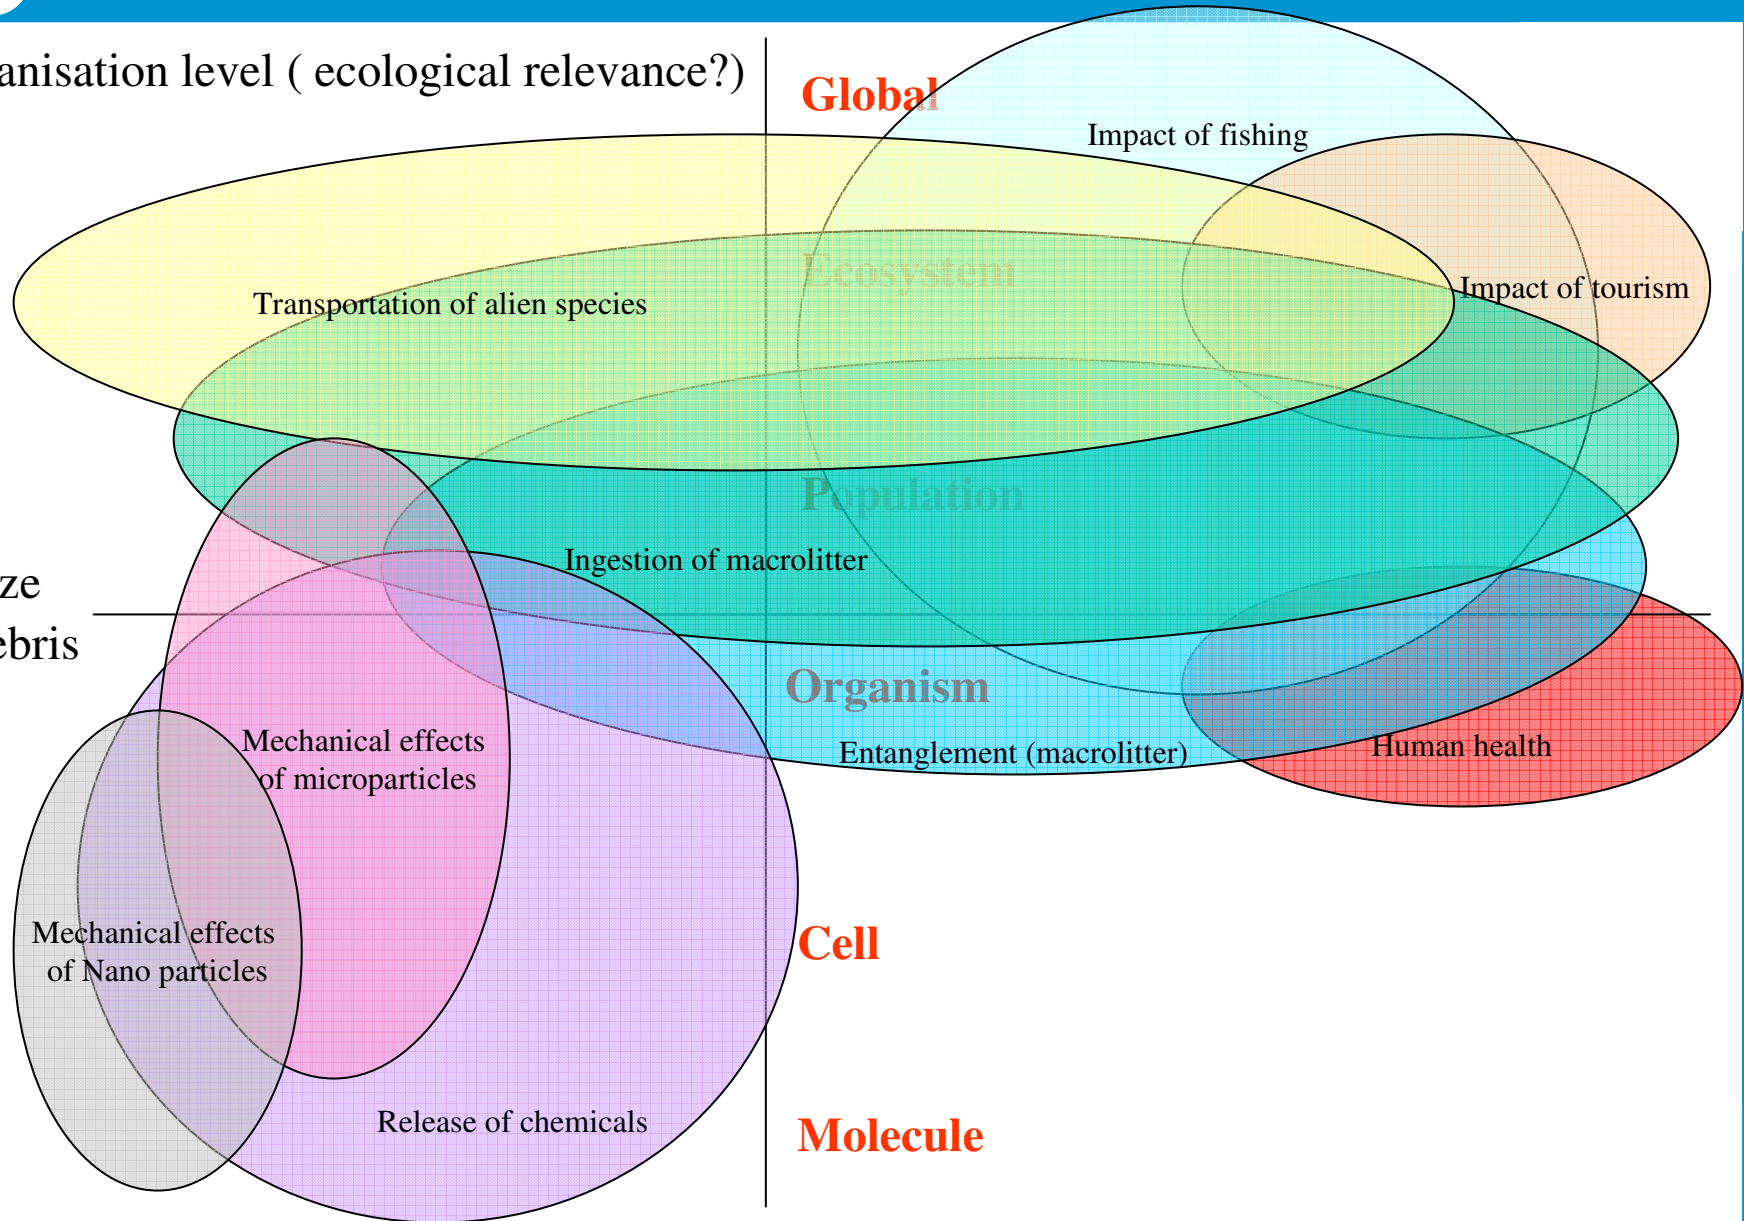 anisation level ( ecological relevance?)
Global
Impact of fishing
Ecosystem
Impact of tourism
Transportation of alien species
Population
Ingestion of macrolitter
ze
ebris
Organism
Mechanical effects
of microparticles
Entanglement (macrolitter)
Human health
Mechanical effects
of Nano particles
Cell
Release of chemicals
Molecule